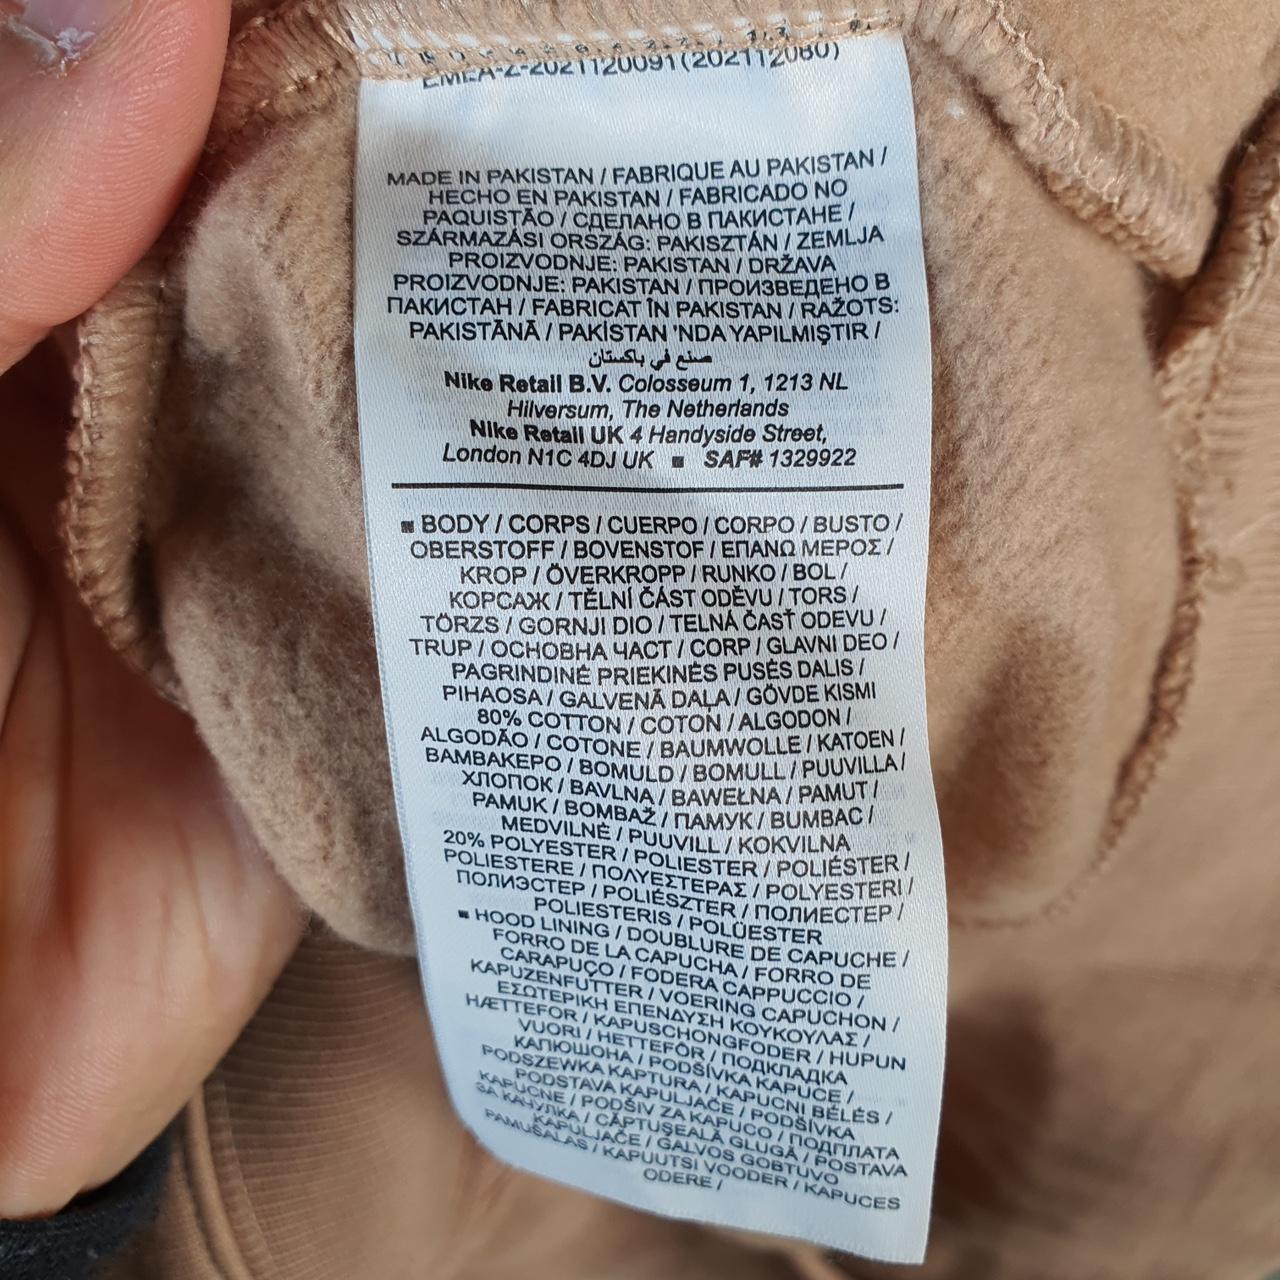 EMEA-Z-2021120091(202112080)
MADE IN PAKISTAN / FABRIQUE AU PAKISTAN /
HECHO EN PAKISTAN / FABRICADO NO
PAQUISTÃO / СДЕЛАНО В ПАКИСТАНЕ /
SZÁRMAZÁSI ORSZÁG: PAKISZTÁN / ZEMLJA
PROIZVODNJE: PAKISTAN / DRŽAVA
PROIZVODNJE: PAKISTAN / ПРОИЗВЕДЕНО В
ПАКИСТАН / FABRICAT ÎN PAKISTAN / RAŽOTS:
PAKISTĀNĀ / PAKİSTAN 'NDA YAPILMIŞTIR /
صنع في باكستان
Nike Retail B.V. Colosseum 1, 1213 NL
Hilversum, The Netherlands
Nike Retail UK 4 Handyside Street,
London N1C 4DJ UK ■ SAF# 1329922
■ BODY / CORPS / CUERPO / CORPO / BUSTO /
OBERSTOFF / BOVENSTOF / ΕΠΑΝΩ ΜΕΡΟΣ /
KROP / ÖVERKROPP / RUNKO / BOL /
КОРСАЖ / TĚLNÍ ČÁST ODĚVU / TORS /
TÖRZS / GORNJI DIO / TELNÁ ČASŤ ODEVU /
TRUP / ОСНОВНА ЧАСТ / CORP / GLAVNI DEO /
PAGRINDINĖ PRIEKINĖS PUSĖS DALIS /
PIHAOSA / GALVENĀ DAĻA / GÖVDE KISMI
80% COTTON / COTON / ALGODON /
ALGODÃO / COTONE / BAUMWOLLE / KATOEN /
ΒΑΜΒΑΚΕΡΟ / BOMULD / BOMULL / PUUVILLA /
ХЛОПОК / BAVLNA / BAWEŁNA / PAMUT /
PAMUK / BOMBAŽ / ПАМУК / BUMBAC /
MEDVILNĖ / PUUVILL / KOKVILNA
20% POLYESTER / POLIESTER / POLIÉSTER /
POLIESTERE / ΠΟΛΥΕΣΤΕΡΑΣ / POLYESTERI /
ПОЛИЭСТЕР / POLIÉSZTER / ПОЛИЕСТЕР /
POLIESTERIS / POLÜESTER
■ HOOD LINING / DOUBLURE DE CAPUCHE /
FORRO DE LA CAPUCHA / FORRO DE
CARAPUÇO / FODERA CAPPUCCIO /
KAPUZENFUTTER / VOERING CAPUCHON /
ΕΣΩΤΕΡΙΚΗ ΕΠΕΝΔΥΣΗ ΚΟΥΚΟΥΛΑΣ /
HÆTTEFOR / KAPUSCHONGFODER / HUPUN
VUORI / HETTEFÔR / ПОДКЛАДКА
КАПЮШОНА / PODŠÍVKA KAPUCE /
PODSZEWKA KAPTURA / KAPUCNI BÉLÉS /
PODSTAVA KAPULJAČE / PODŠÍVKA
KAPUCNE / PODŠIV ZA KAPUCO / ПОДПЛАТА
ЗА КАЧУЛКА / CĂPTUȘEALĂ GLUGĂ / POSTAVA
KAPULJAČE / GALVOS GOBTUVO
PAMUŠALAS / KAPUUTSI VOODER / KAPUCES
ODERE /